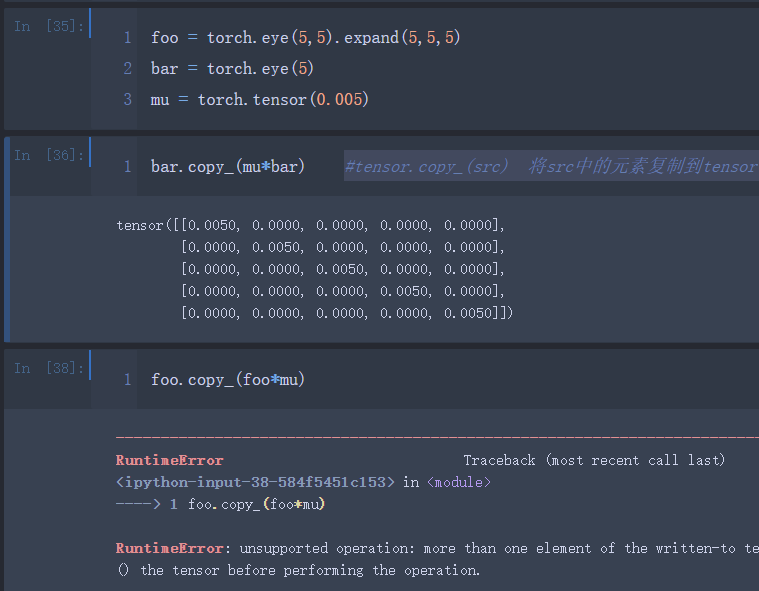 In [35]:
1 foo = torch.eye(5,5).expand(5,5,5)
2 bar = torch.eye(5)
3 mu = torch.tensor(0.005)
In [36]:
1 bar.copy_(mu*bar) #tensor.copy_(src) 将src中的元素复制到tensor
tensor([[0.0050, 0.0000, 0.0000, 0.0000, 0.0000],
[0.0000, 0.0050, 0.0000, 0.0000, 0.0000],
[0.0000, 0.0000, 0.0050, 0.0000, 0.0000],
[0.0000, 0.0000, 0.0000, 0.0050, 0.0000],
[0.0000, 0.0000, 0.0000, 0.0000, 0.0050]])
In [38]:
1 foo.copy_(foo*mu)
RuntimeError Traceback (most recent call last)
<ipython-input-38-584f5451c153> in <module>
----> 1 foo.copy_(foo*mu)
RuntimeError: unsupported operation: more than one element of the written-to te
() the tensor before performing the operation.